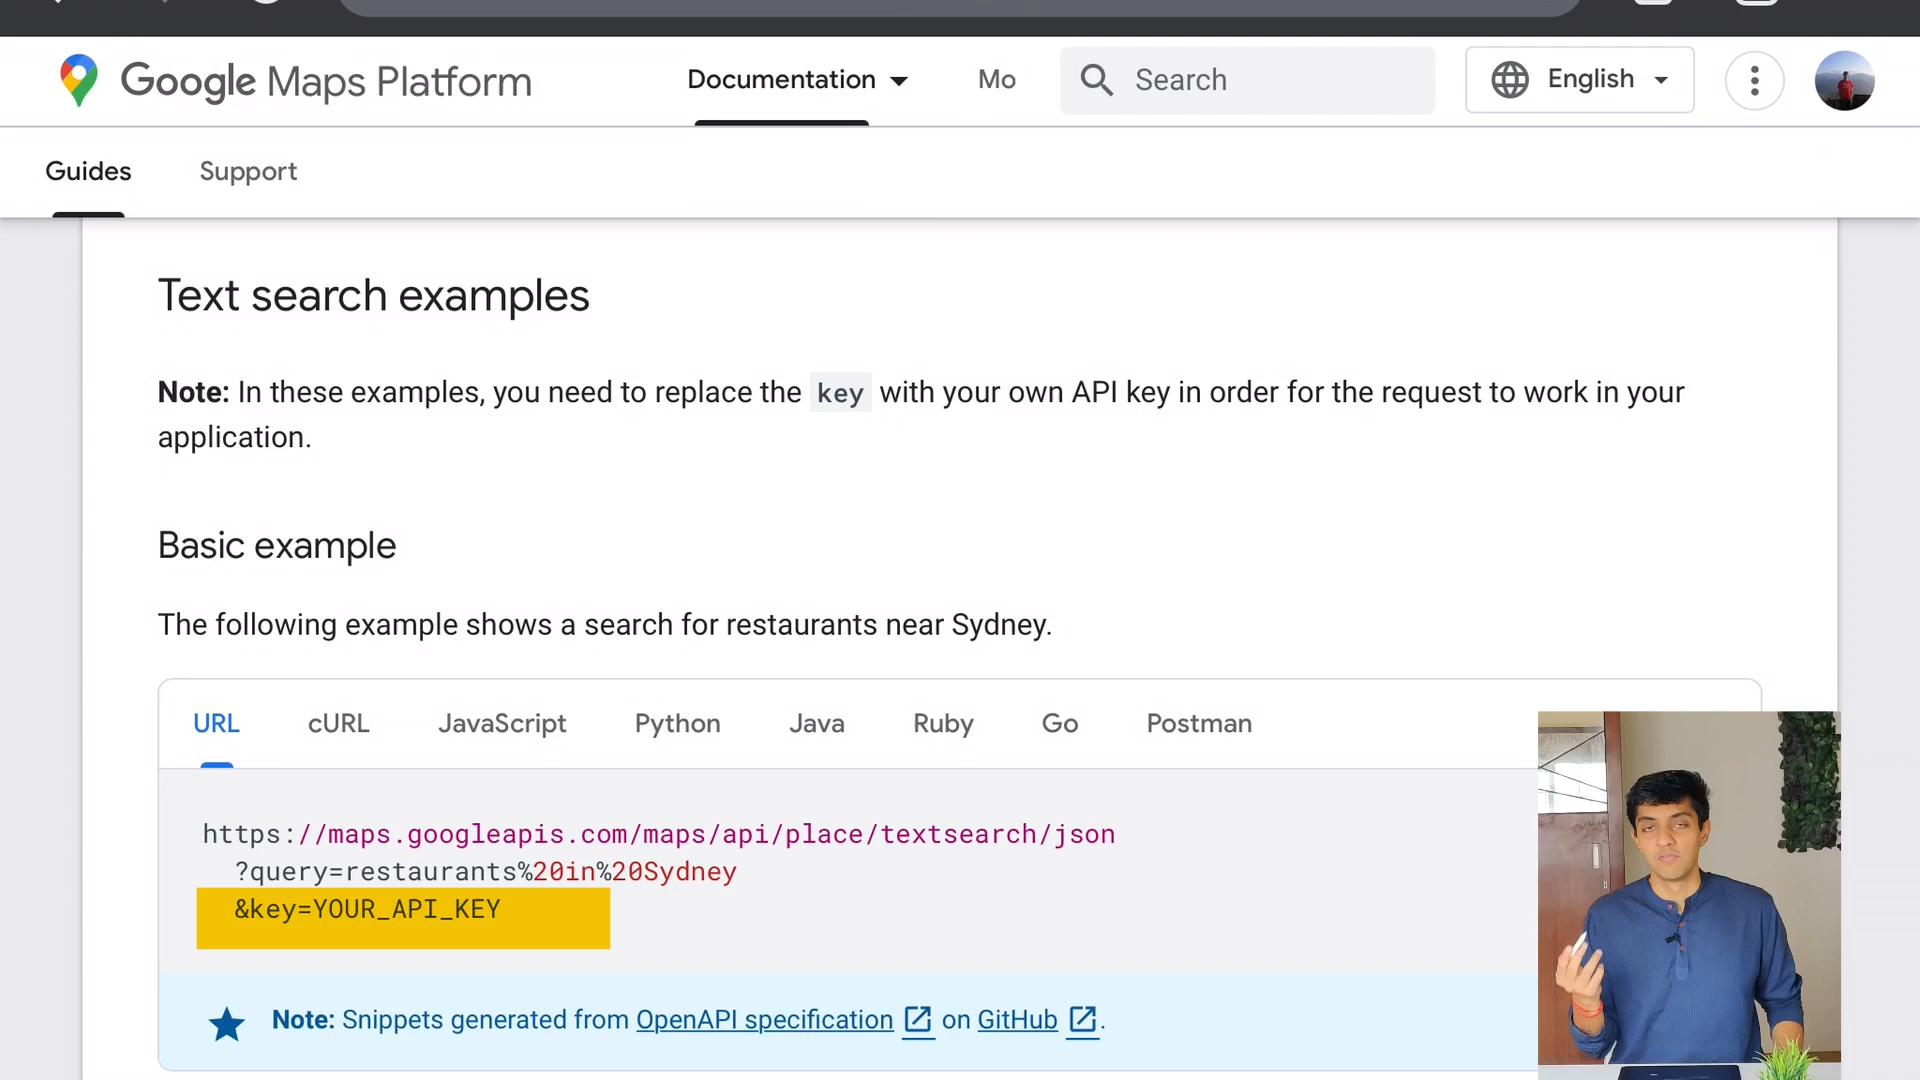 Google Maps Platform
Documentation
Mo
Search
English
Guides
Support
Text search examples
Note: In these examples, you need to replace the key with your own API key in order for the request to work in your
application.
Basic example
The following example shows a search for restaurants near Sydney.
URL cURL JavaScript Python Java Ruby Go Postman
https://maps.googleapis.com/maps/api/place/textsearch/json
?query=restaurants%20in%20Sydney
&key=YOUR_API_KEY
Note: Snippets generated from OpenAPI specification on GitHub.